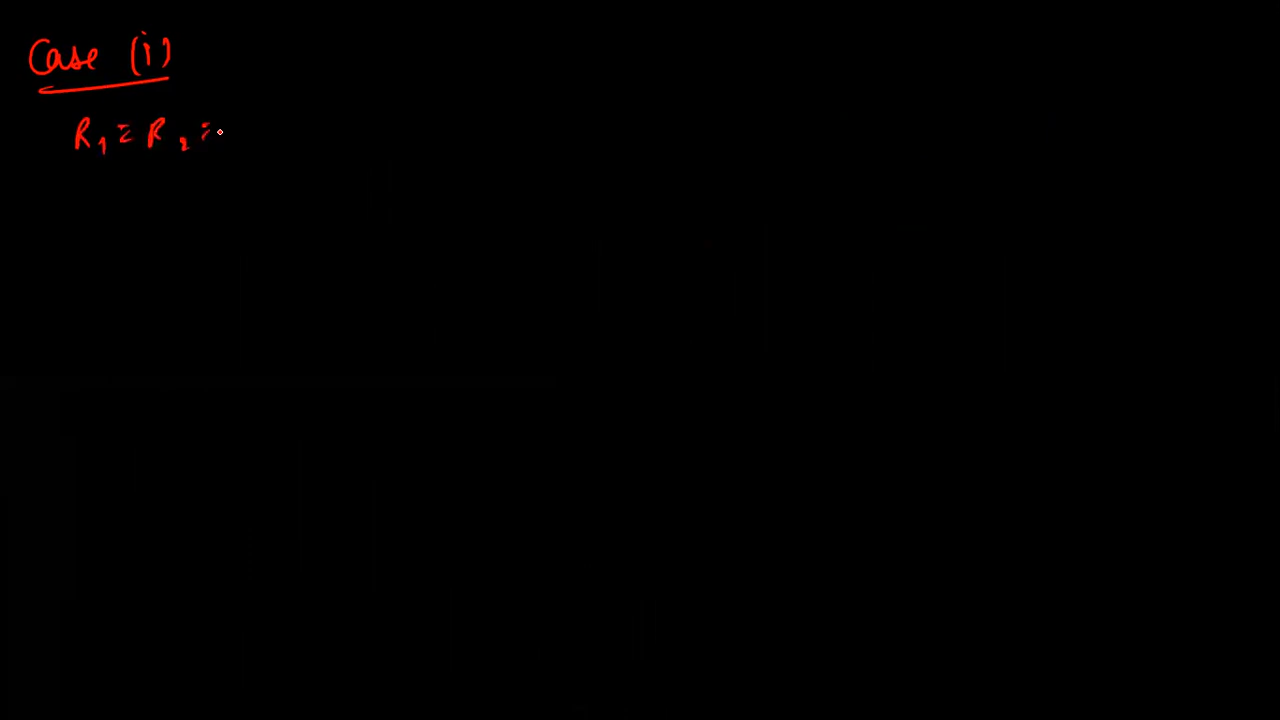 Case (i)
R₁ = R₂ =